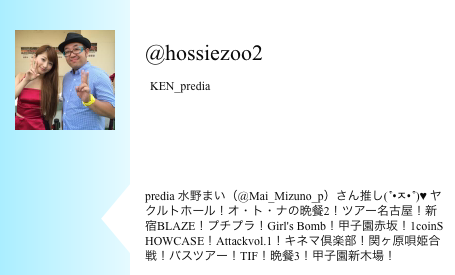 @hossiezoo2
KEN_predia
predia 水野まい（@Mai_Mizuno_p）さん推し( ˚•ㅈ•˚)♥ ヤ
クルトホール！オ・ト・ナの晩餐2！ツアー名古屋！新
宿BLAZE！プチプラ！Girl's Bomb！甲子園赤坂！1coinS
HOWCASE！Attackvol.1！キネマ倶楽部！関ヶ原唄姫合
戦！バスツアー！TIF！晩餐3！甲子園新木場！